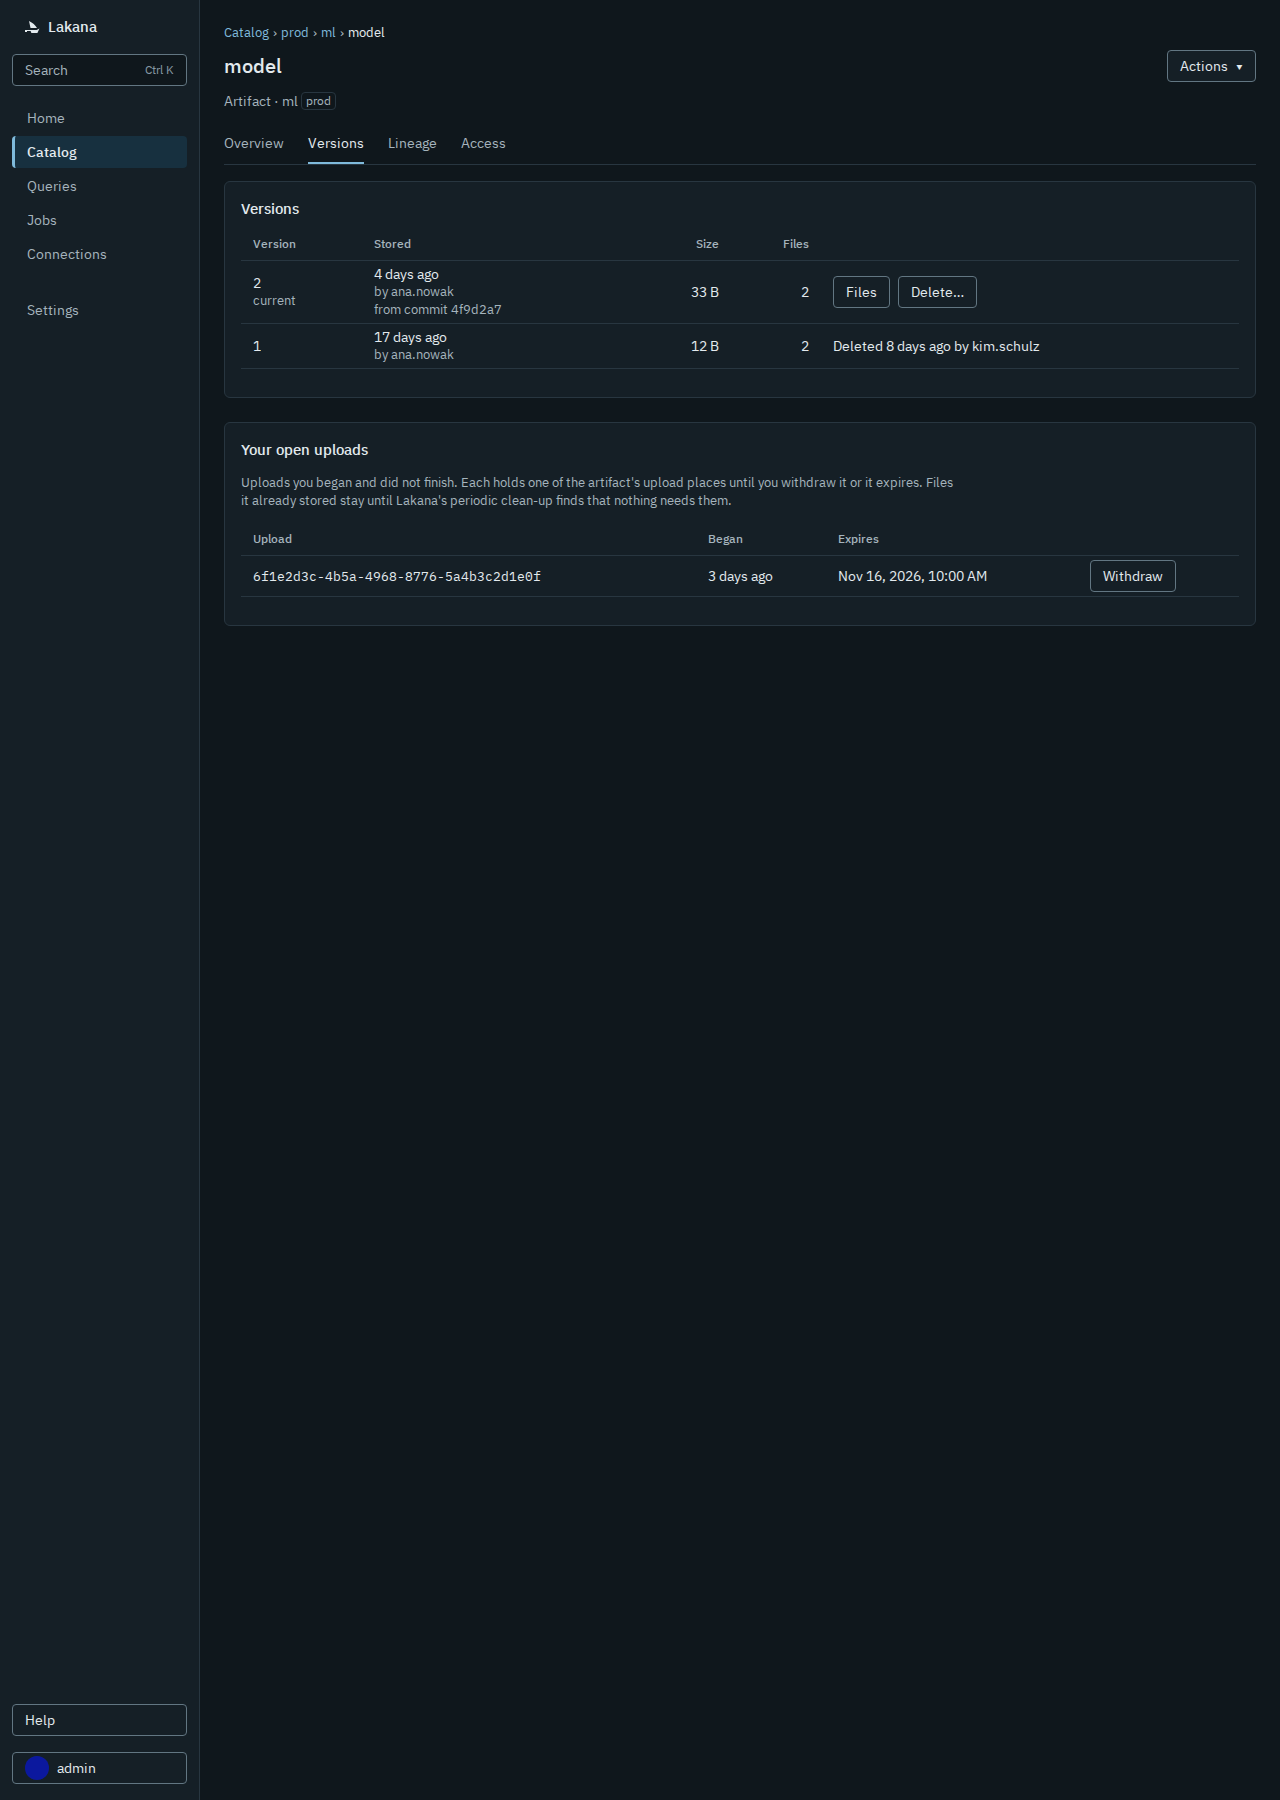 Lakana
Search Ctrl K
Home
Catalog
Queries
Jobs
Connections
Settings
Help
admin
Catalog › prod › ml › model
model
Actions ▾
Artifact · ml prod
Overview Versions Lineage Access
Versions
Version Stored Size Files
2
current
4 days ago
by ana.nowak
from commit 4f9d2a7
33 B 2 Files Delete...
1
17 days ago
by ana.nowak
12 B 2 Deleted 8 days ago by kim.schulz
Your open uploads
Uploads you began and did not finish. Each holds one of the artifact's upload places until you withdraw it or it expires. Files
it already stored stay until Lakana's periodic clean-up finds that nothing needs them.
Upload Began Expires
6f1e2d3c-4b5a-4968-8776-5a4b3c2d1e0f 3 days ago Nov 16, 2026, 10:00 AM Withdraw